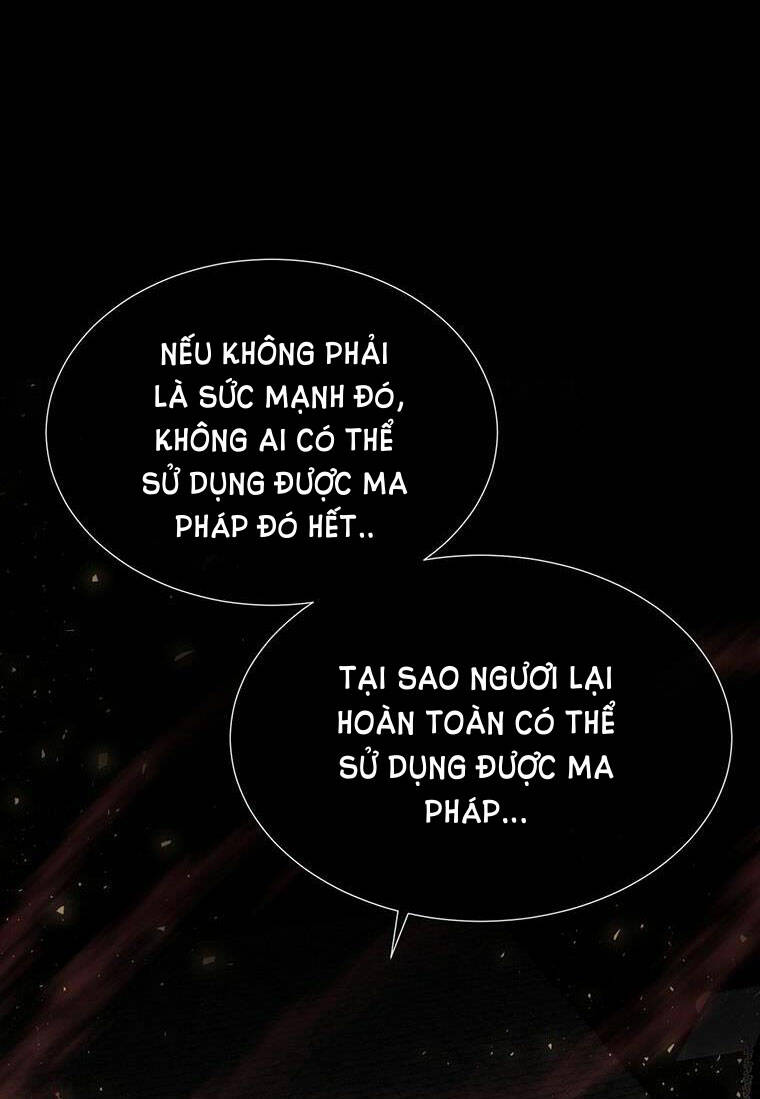 NẾU KHÔNG PHẢI
LÀ SỨC MẠNH ĐÓ,
KHÔNG AI CÓ THỂ
SỬ DỤNG ĐƯỢC MA
PHÁP ĐÓ HẾT..
TẠI SAO NGƯƠI LẠI
HOÀN TOÀN CÓ THỂ
SỬ DỤNG ĐƯỢC MA
PHÁP...